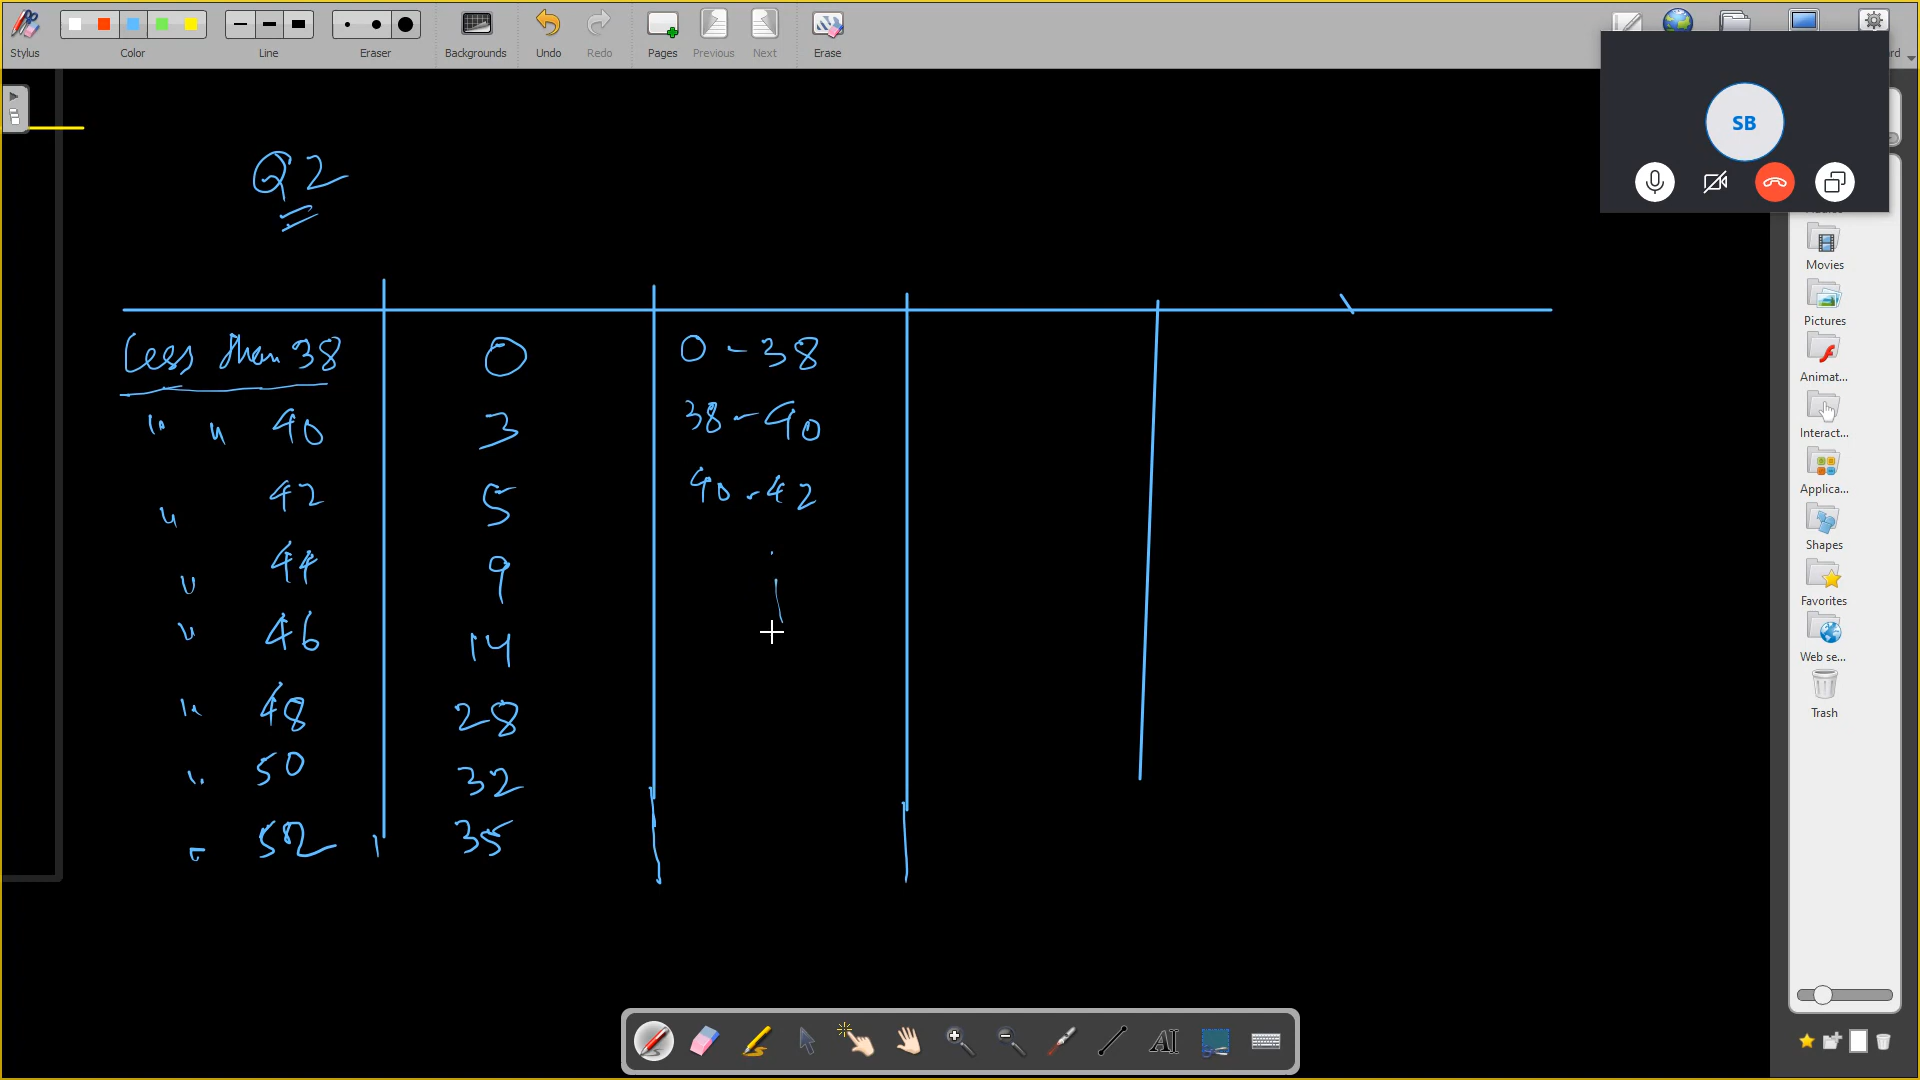 Stylus
Color
Line
Eraser
Backgrounds
Undo
Redo
Pages
Previous
Next
Erase
rd
SB
Q2
Less than 38 0 0 - 38
" " 40 3 38 - 40
" 42 5 40 - 42
" 44 9
" 46 14
" 48 28
" 50 32
" 52 35
Movies
Pictures
Animat...
Interact...
Applica...
Shapes
Favorites
Web se...
Trash